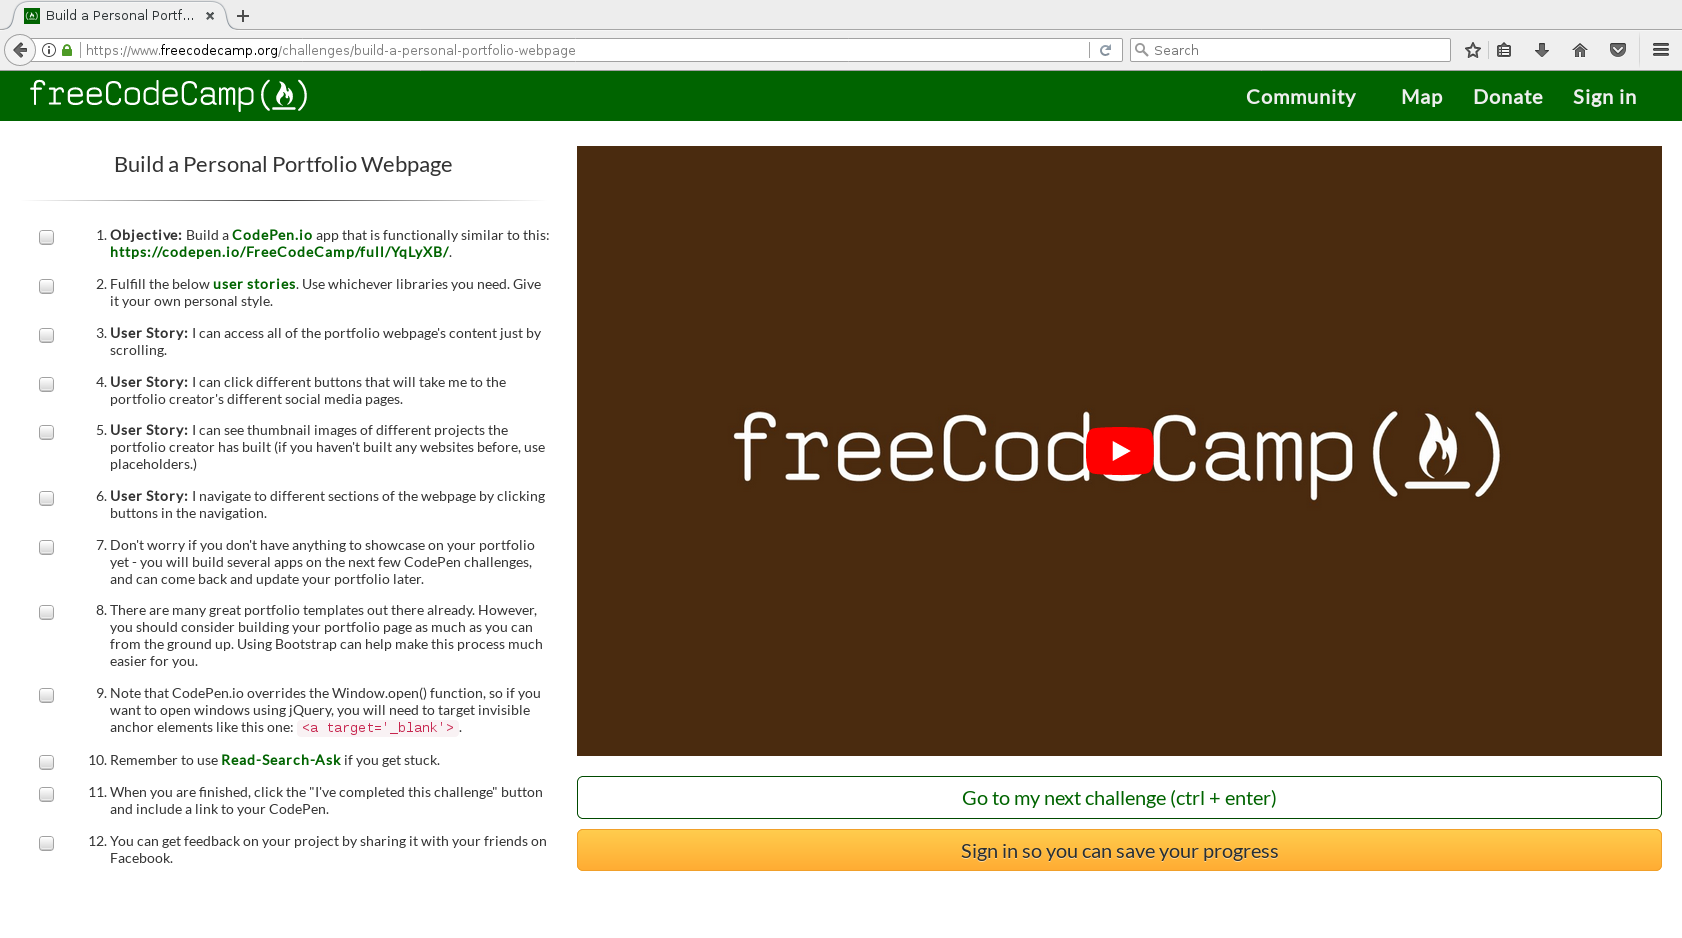 Build a Personal Portf...
https://www.freecodecamp.org/challenges/build-a-personal-portfolio-webpage
Search
freeCodeCamp()
Community Map Donate Sign in
Build a Personal Portfolio Webpage
1. Objective: Build a CodePen.io app that is functionally similar to this:
https://codepen.io/FreeCodeCamp/full/YqLyXB/.
2. Fulfill the below user stories. Use whichever libraries you need. Give
it your own personal style.
3. User Story: I can access all of the portfolio webpage's content just by
scrolling.
4. User Story: I can click different buttons that will take me to the
portfolio creator's different social media pages.
5. User Story: I can see thumbnail images of different projects the
portfolio creator has built (if you haven't built any websites before, use
placeholders.)
6. User Story: I navigate to different sections of the webpage by clicking
buttons in the navigation.
7. Don't worry if you don't have anything to showcase on your portfolio
yet - you will build several apps on the next few CodePen challenges,
and can come back and update your portfolio later.
8. There are many great portfolio templates out there already. However,
you should consider building your portfolio page as much as you can
from the ground up. Using Bootstrap can help make this process much
easier for you.
9. Note that CodePen.io overrides the Window.open() function, so if you
want to open windows using jQuery, you will need to target invisible
anchor elements like this one: <a target='_blank'>.
10. Remember to use Read-Search-Ask if you get stuck.
11. When you are finished, click the "I've completed this challenge" button
and include a link to your CodePen.
12. You can get feedback on your project by sharing it with your friends on
Facebook.
freeCodeCamp()
Go to my next challenge (ctrl + enter)
Sign in so you can save your progress